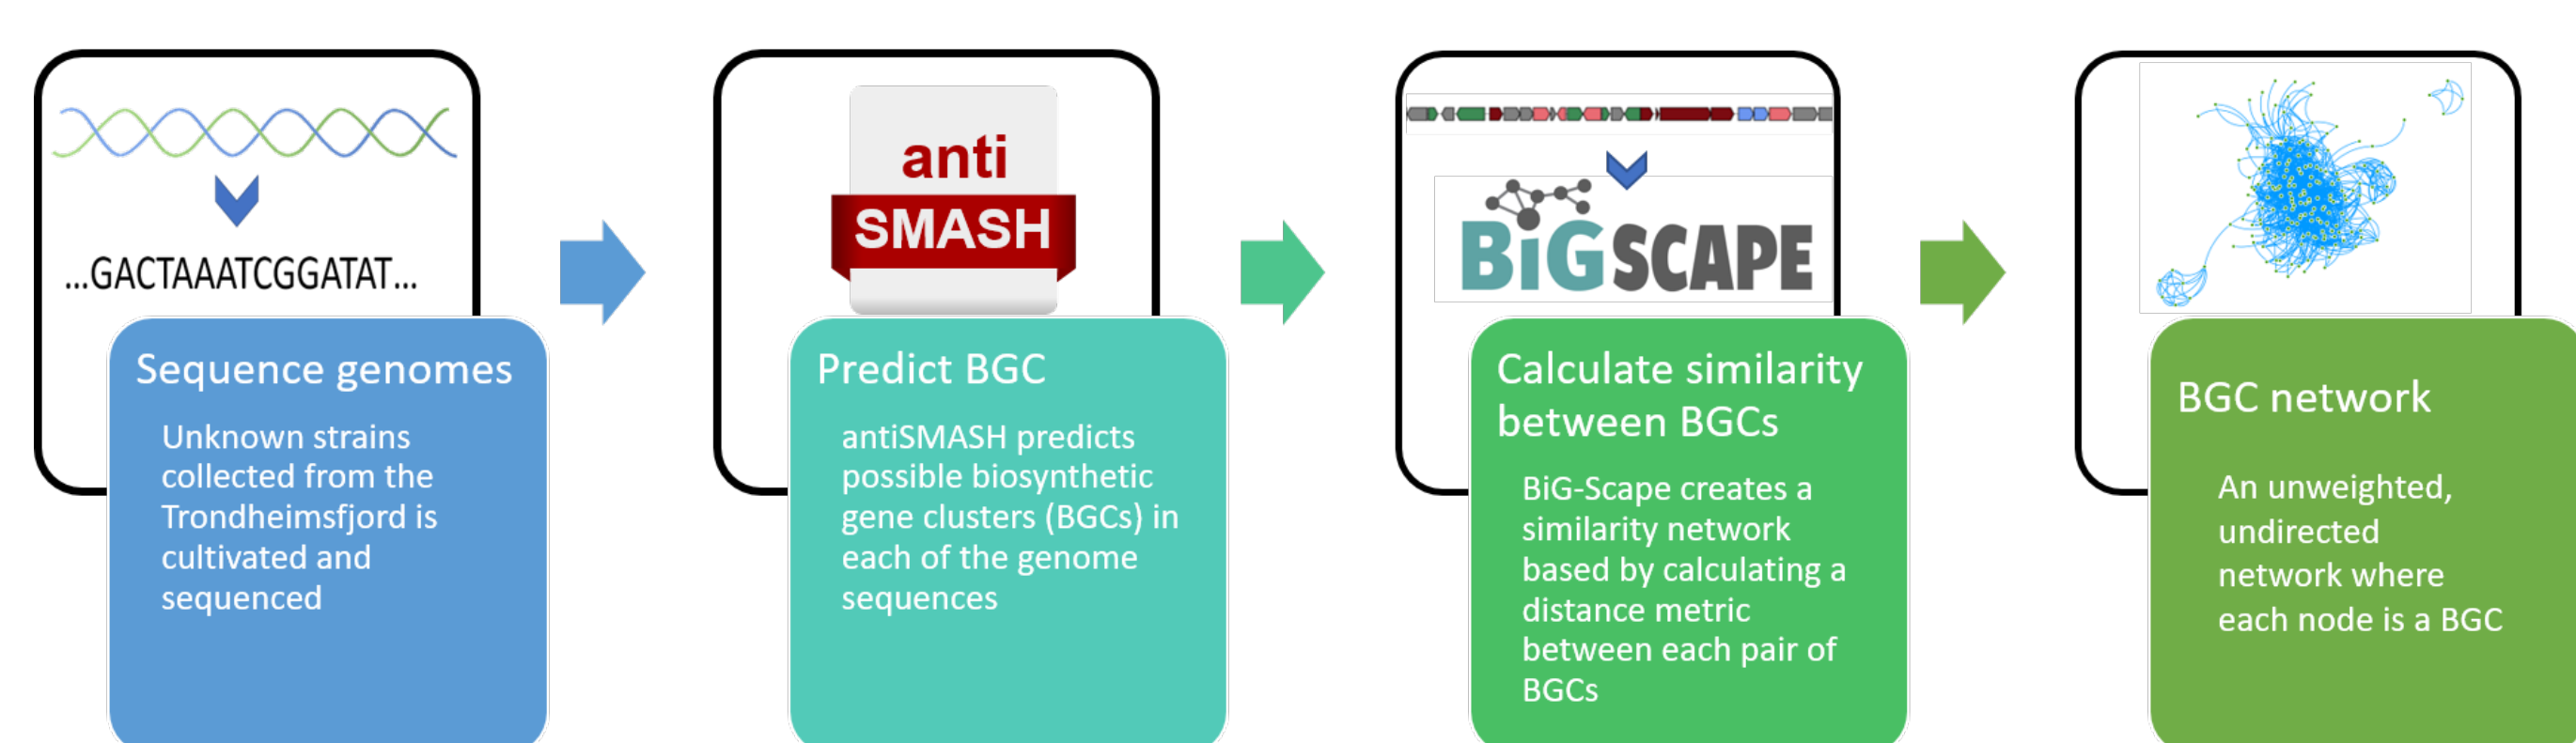 ...GACTAAATCGGATAT...
Sequence genomes
Unknown strains
collected from the
Trondheimsfjord is
cultivated and
sequenced
anti
SMASH
Predict BGC
antiSMASH predicts
possible biosynthetic
gene clusters (BGCs) in
each of the genome
sequences
BiGSCAPE
Calculate similarity
between BGCs
BiG-Scape creates a
similarity network
based by calculating a
distance metric
between each pair of
BGCs
BGC network
An unweighted,
undirected
network where
each node is a BGC